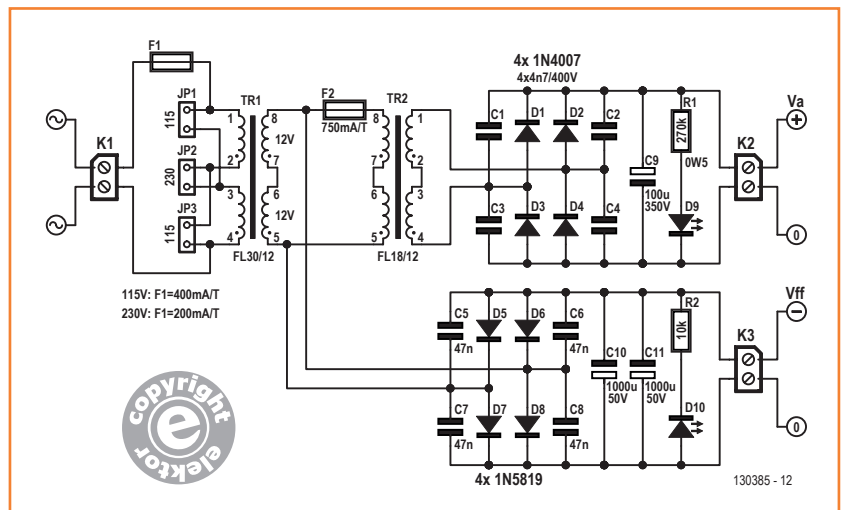 F1
4x 1N4007
4x4n7/400V
JP1
115
TR1
1
8
12V
F2
750mA/T
TR2
8
1
C1
D1
D2
C2
R1
270k
0W5
Va
+
K1
JP2
230
2
7
7
2
C9
100u
350V
K2
JP3
115
3
6
12V
6
3
C3
D3
D4
C4
D9
4
5
5
4
0
FL30/12
FL18/12
115V: F1=400mA/T
230V: F1=200mA/T
C5
47n
D5
D6
C6
47n
R2
10k
Vff
–
C10
1000u
50V
C11
1000u
50V
K3
C7
47n
D7
D8
C8
47n
D10
0
4x 1N5819
130385 - 12
copyright
e
elektor